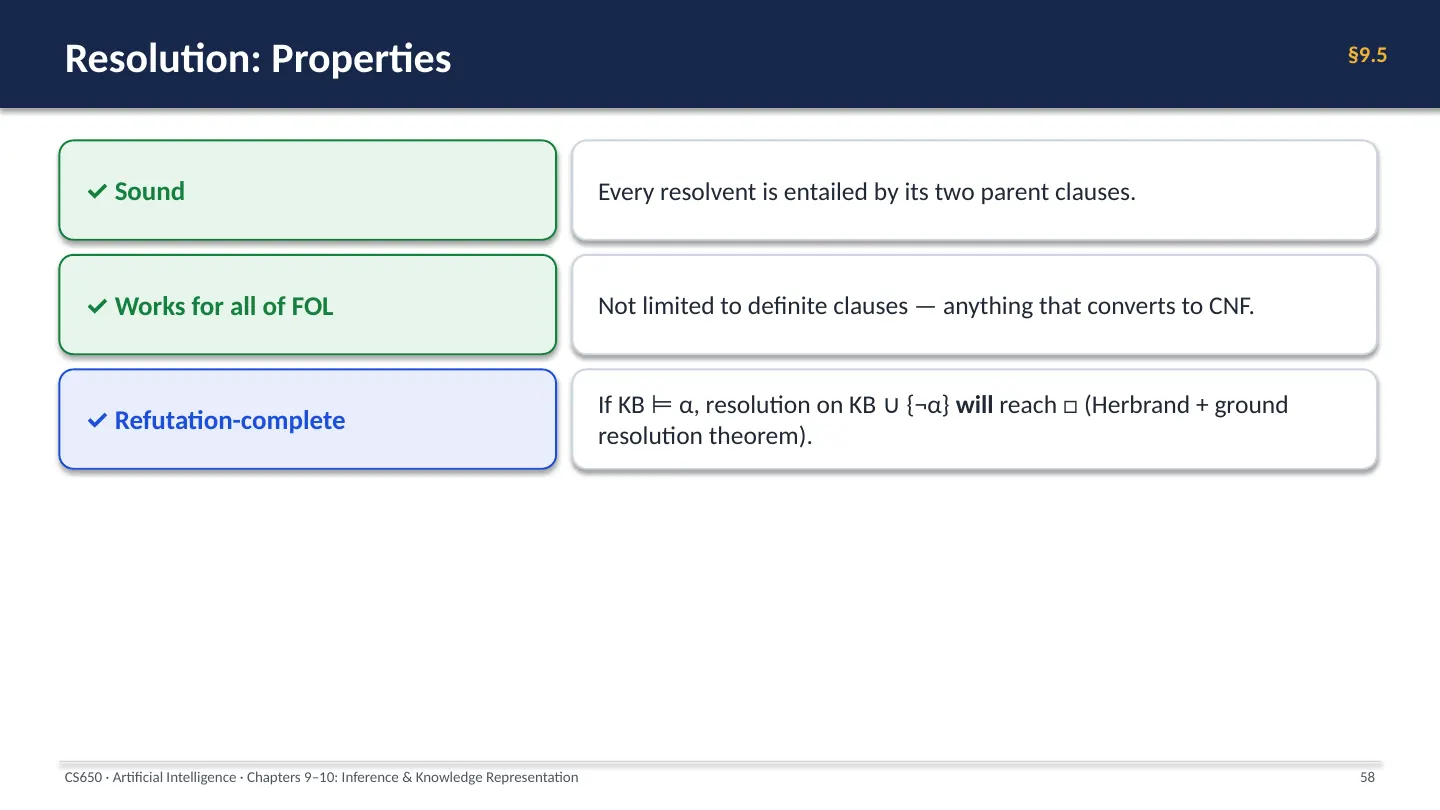 Resolution: Properties
§9.5
✓ Sound
Every resolvent is entailed by its two parent clauses.
✓ Works for all of FOL
Not limited to definite clauses — anything that converts to CNF.
✓ Refutation-complete
If KB ⊨ α, resolution on KB ∪ {¬α} will reach □ (Herbrand + ground
resolution theorem).
CS650 · Artificial Intelligence · Chapters 9–10: Inference & Knowledge Representation
58